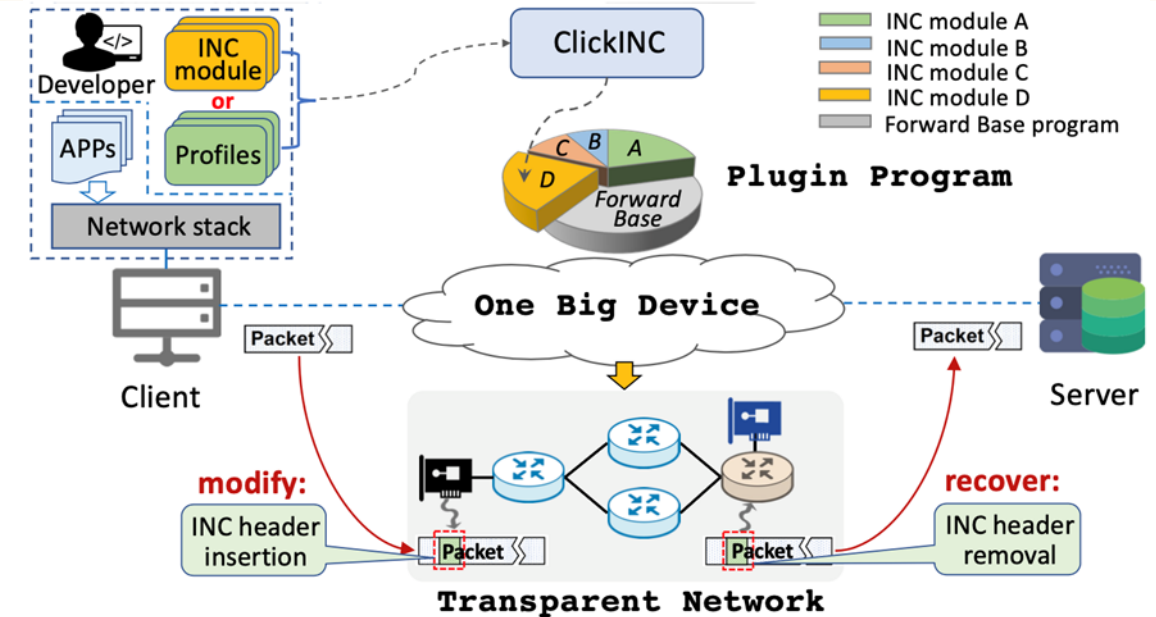 </>
Developer
INC
module
or
Profiles
APPs
Network stack
Client
ClickINC
INC module A
INC module B
INC module C
INC module D
Forward Base program
A
B
C
D
Forward
Base
Plugin Program
One Big Device
Packet
Packet
Server
modify:
INC header
insertion
Packet
Packet
recover:
INC header
removal
Transparent Network